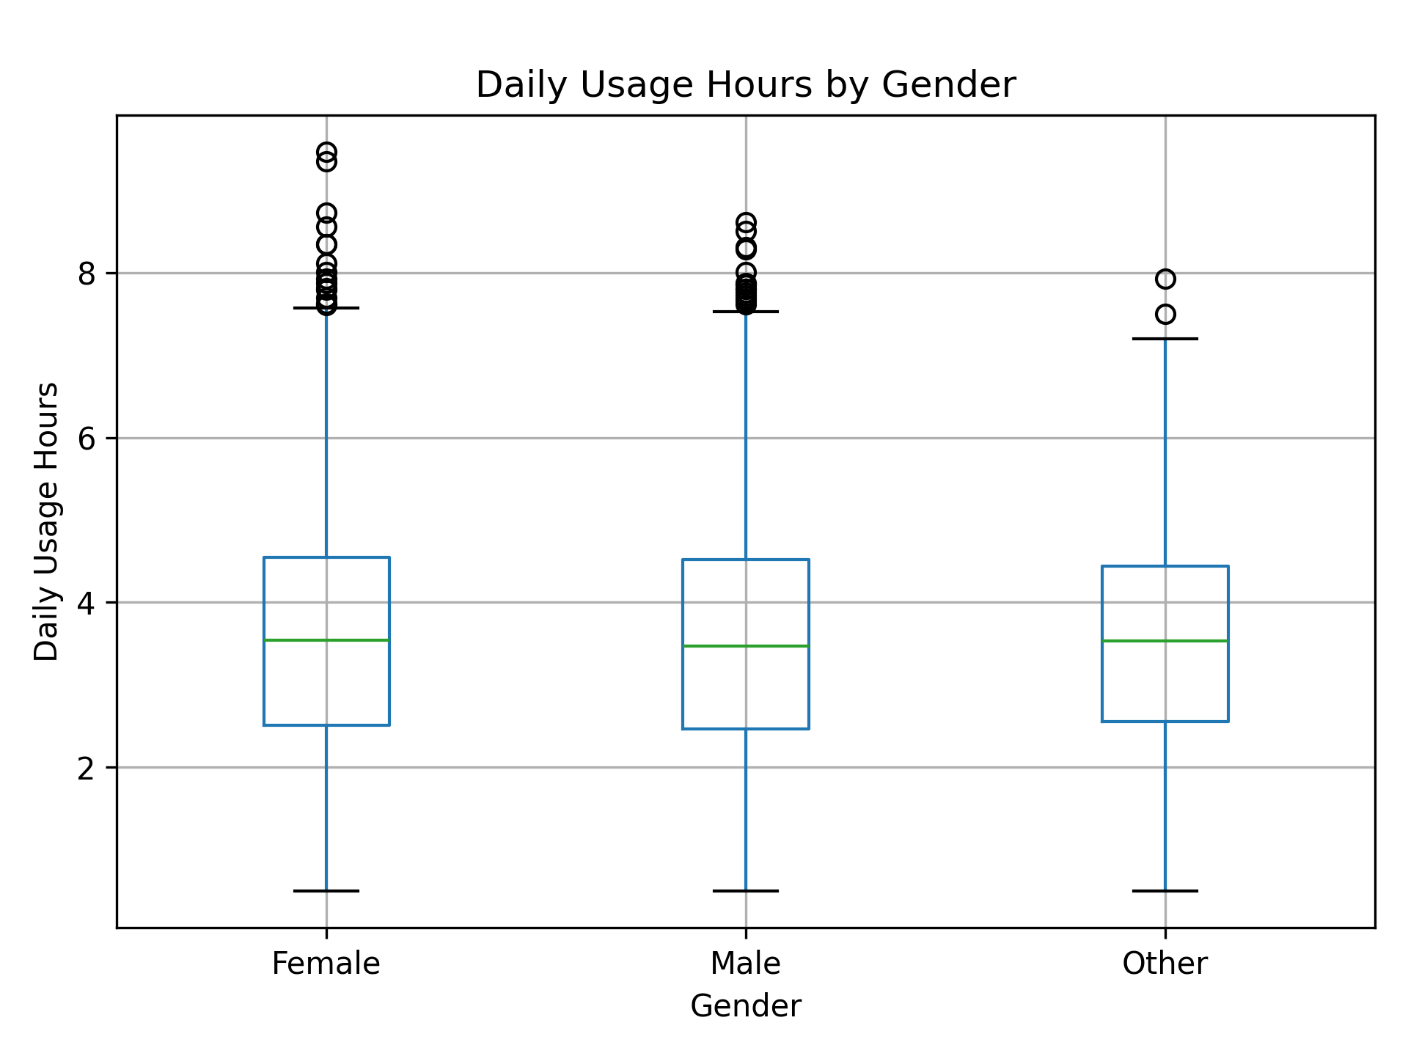 Daily Usage Hours by Gender
Daily Usage Hours
8
6
4
2
Female
Male
Other
Gender